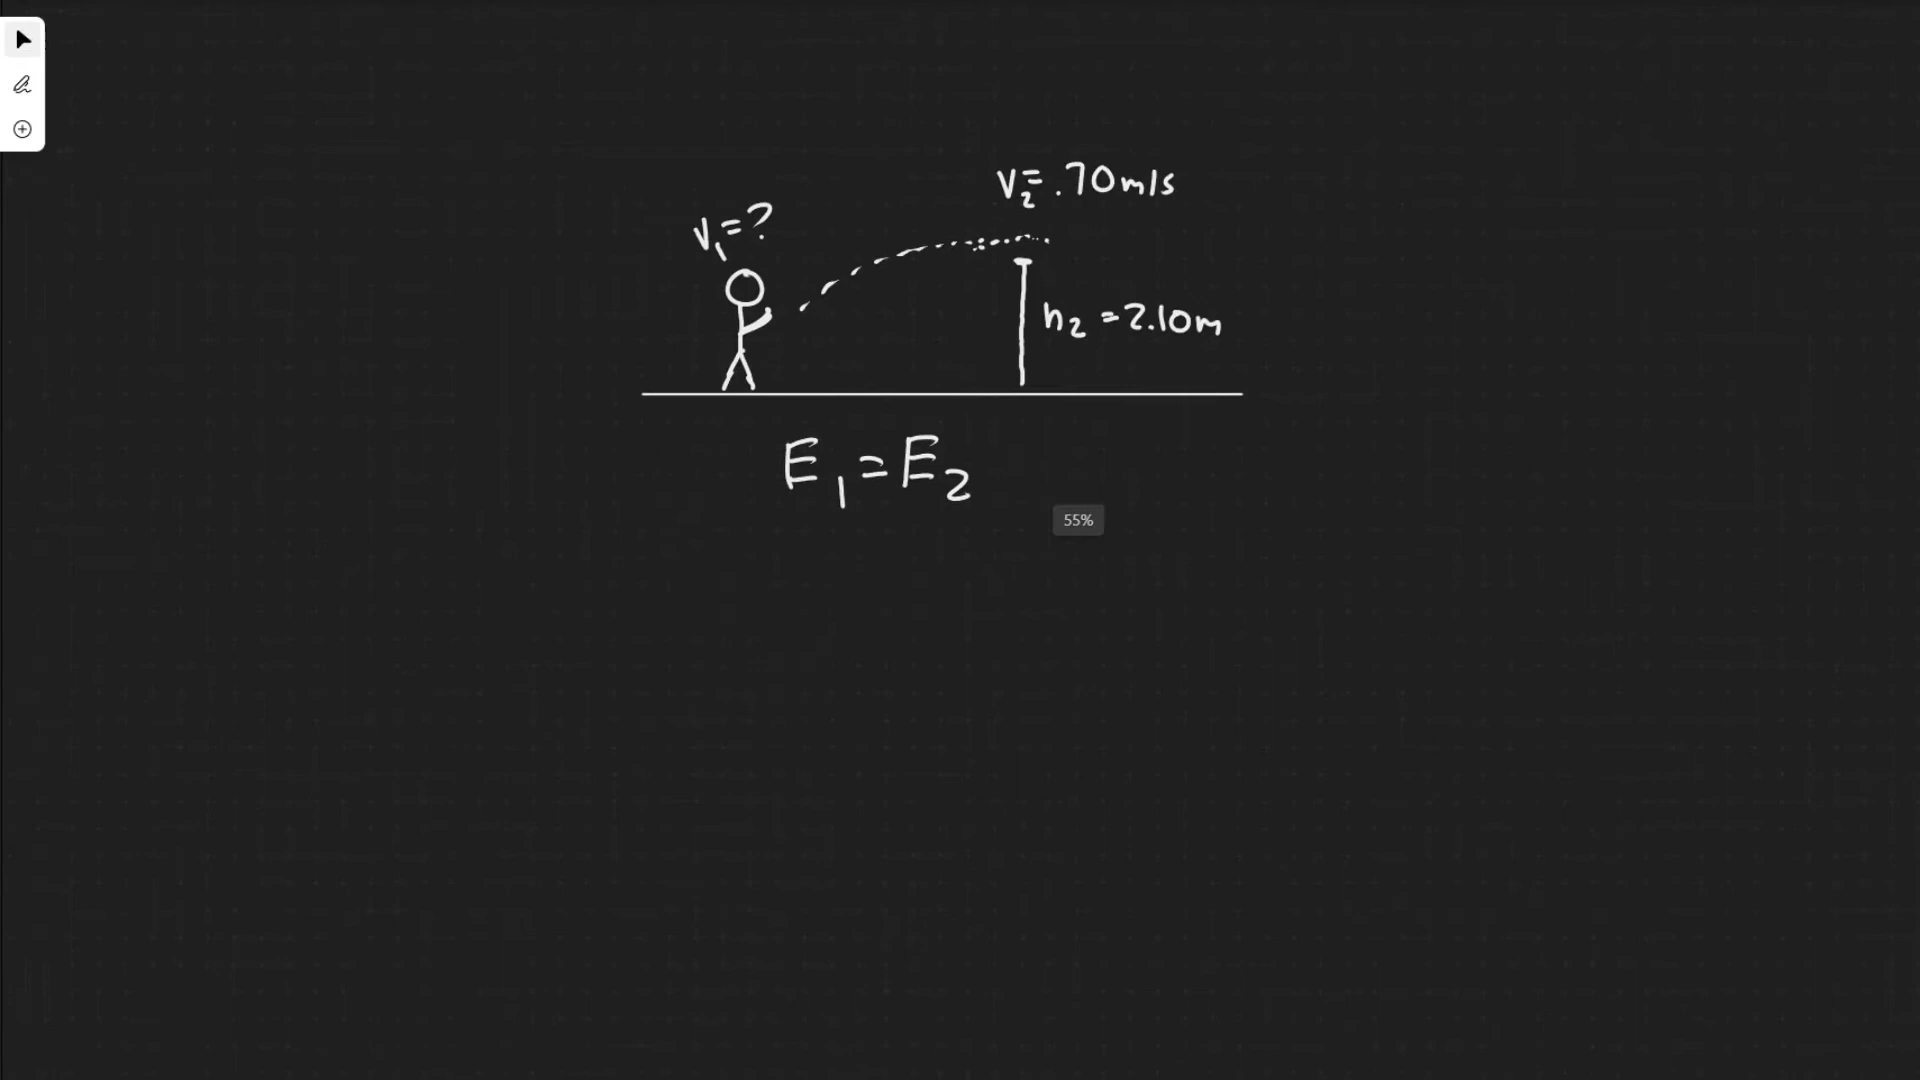 V₂=.70m/s
V₁=?
h₂=2.10m
E₁=E₂
55%